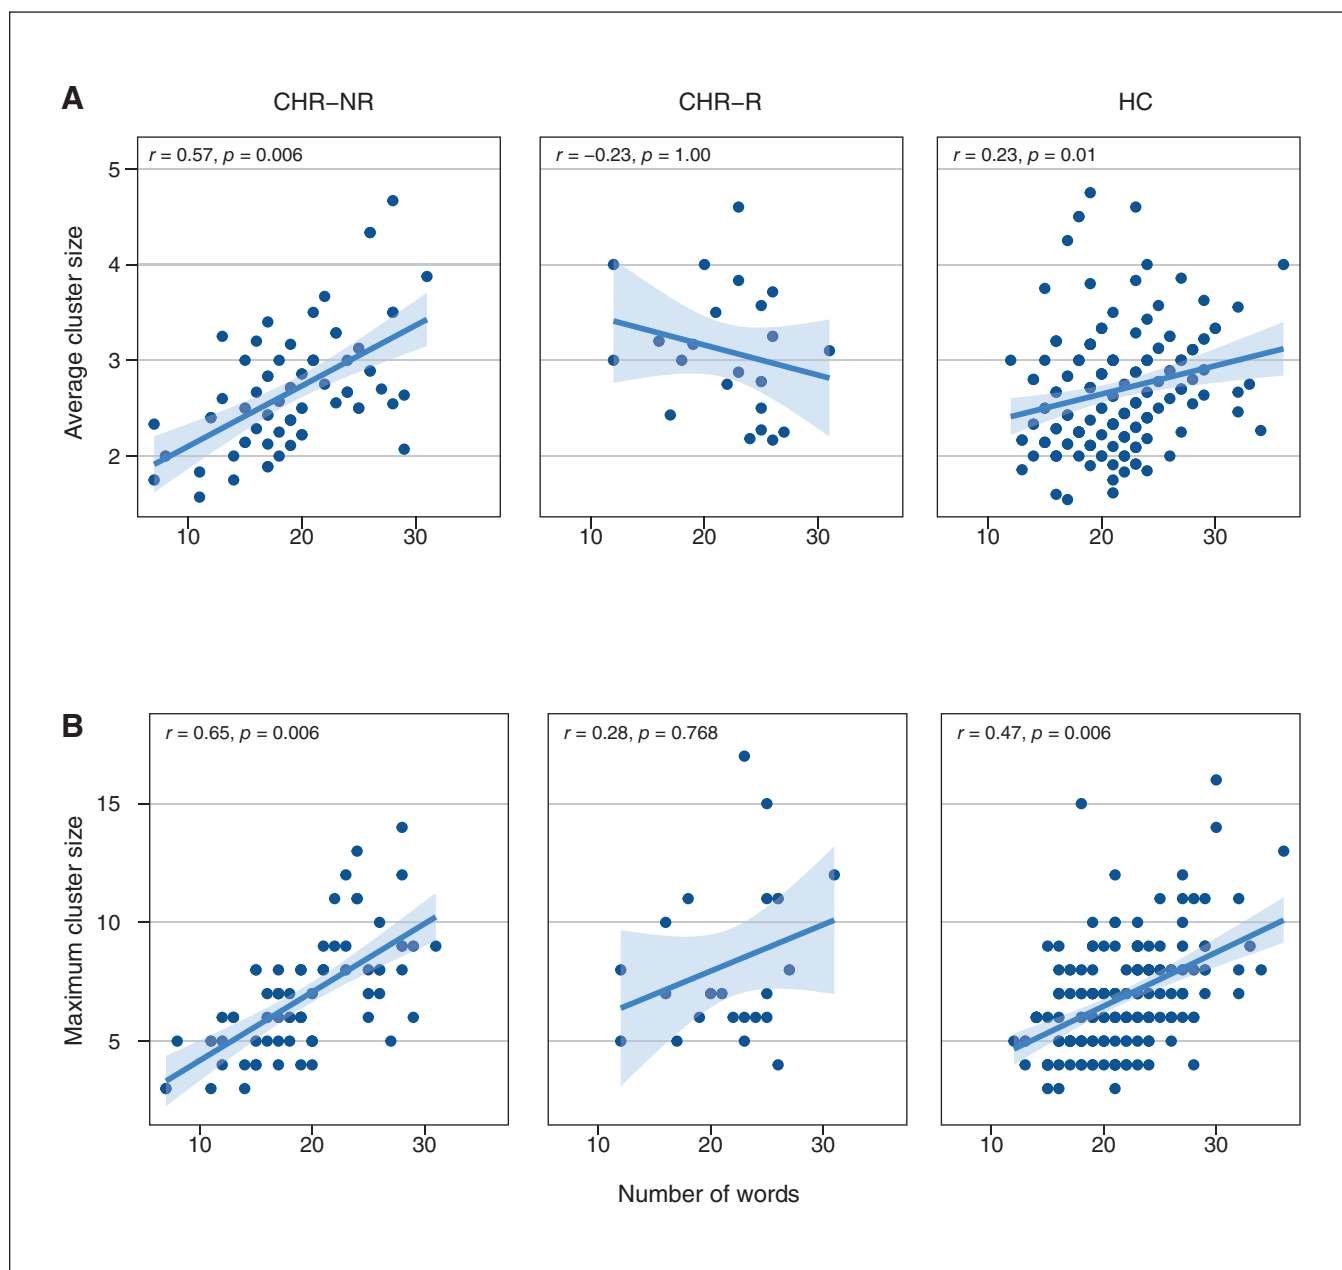 A
CHR–NR
CHR–R
HC
r = 0.57, p = 0.006
r = –0.23, p = 1.00
r = 0.23, p = 0.01
5
4
3
2
Average cluster size
10
20
30
10
20
30
10
20
30
B
r = 0.65, p = 0.006
r = 0.28, p = 0.768
r = 0.47, p = 0.006
15
10
5
Maximum cluster size
10
20
30
10
20
30
10
20
30
Number of words